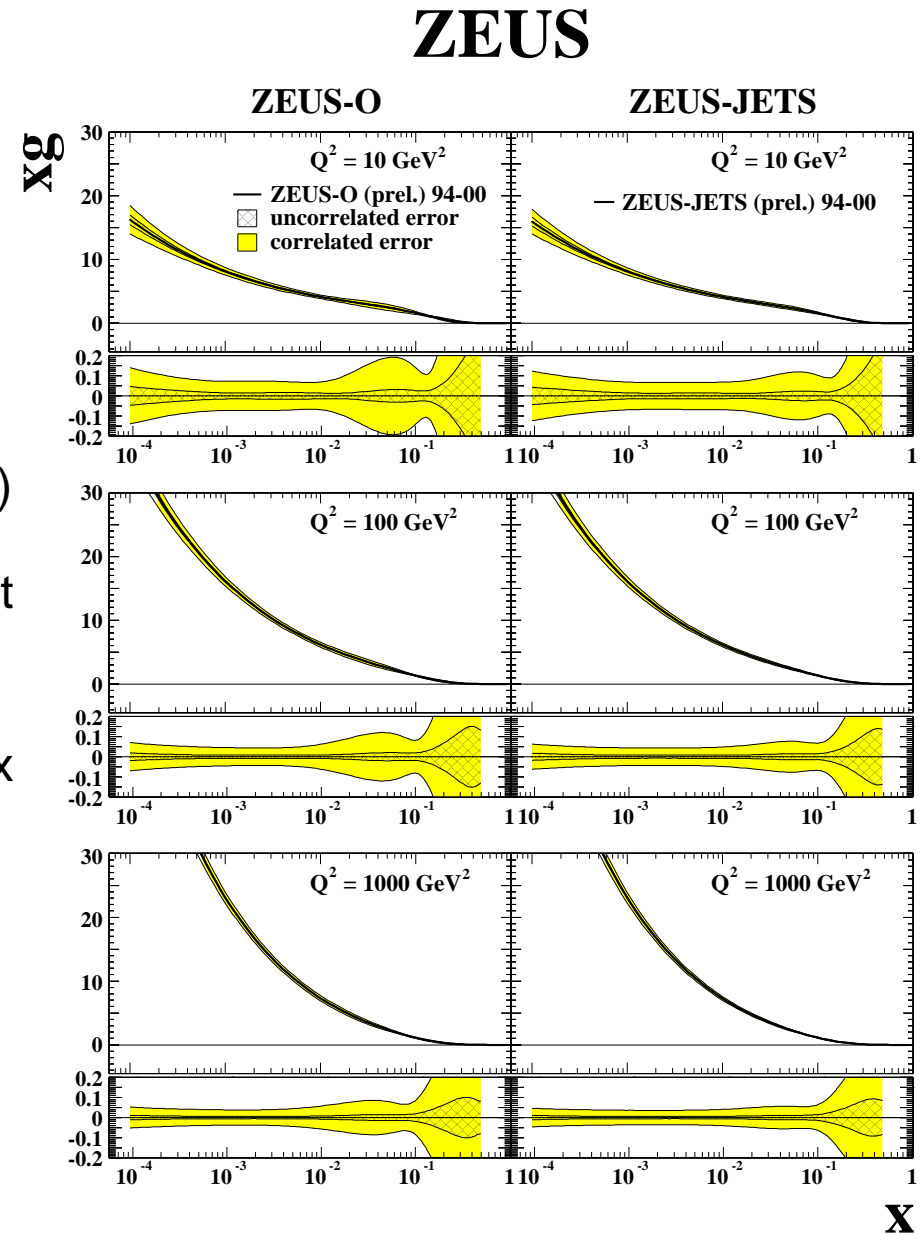 ZEUS
ZEUS-O ZEUS-JETS
xg
30
20
10
0
Q² = 10 GeV²
ZEUS-O (prel.) 94-00
uncorrelated error
correlated error
Q² = 10 GeV²
ZEUS-JETS (prel.) 94-00
0.2
0.1
0
-0.1
-0.2
10⁻⁴ 10⁻³ 10⁻² 10⁻¹ 1 10⁻⁴ 10⁻³ 10⁻² 10⁻¹ 1
)
30
20
10
0
Q² = 100 GeV² Q² = 100 GeV²
t
0.2
0.1
0
-0.1
-0.2
x
10⁻⁴ 10⁻³ 10⁻² 10⁻¹ 1 10⁻⁴ 10⁻³ 10⁻² 10⁻¹ 1
30
20
10
0
Q² = 1000 GeV² Q² = 1000 GeV²
0.2
0.1
0
-0.1
-0.2
10⁻⁴ 10⁻³ 10⁻² 10⁻¹ 1 10⁻⁴ 10⁻³ 10⁻² 10⁻¹ 1
x